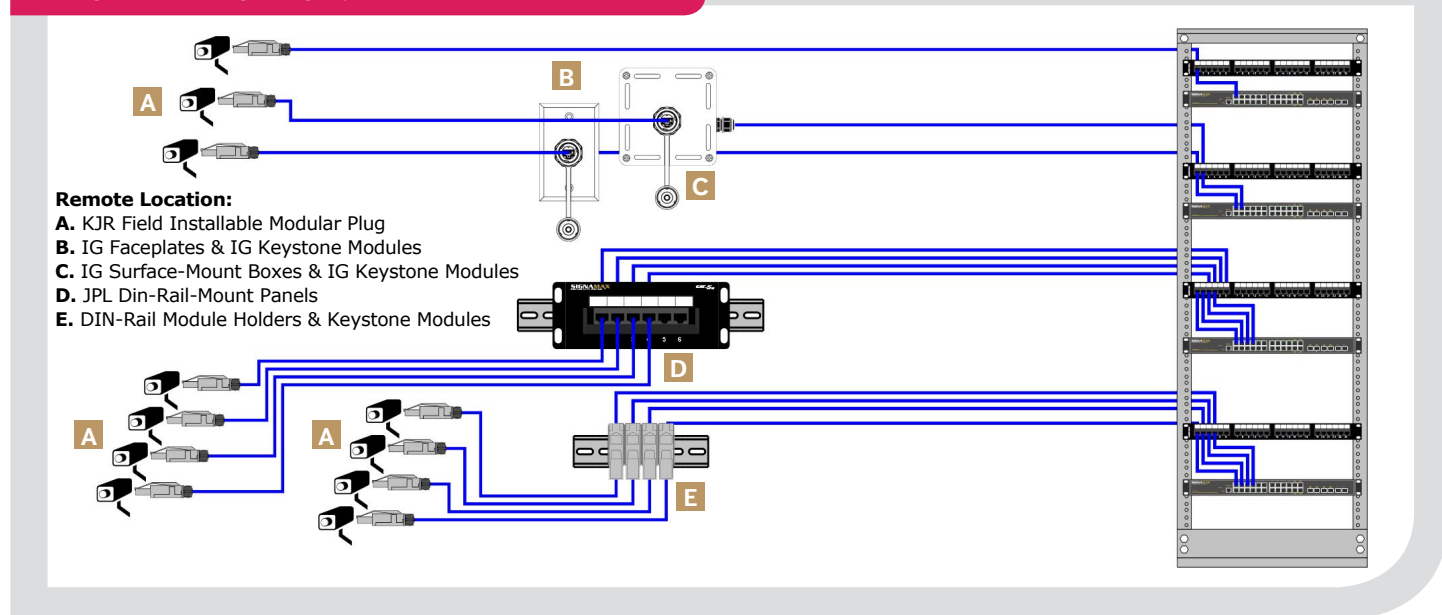 B
A
C
Remote Location:
A. KJR Field Installable Modular Plug
B. IG Faceplates & IG Keystone Modules
C. IG Surface-Mount Boxes & IG Keystone Modules
D. JPL Din-Rail-Mount Panels
E. DIN-Rail Module Holders & Keystone Modules
SIGNAMAX
5 6
D
A
A
E